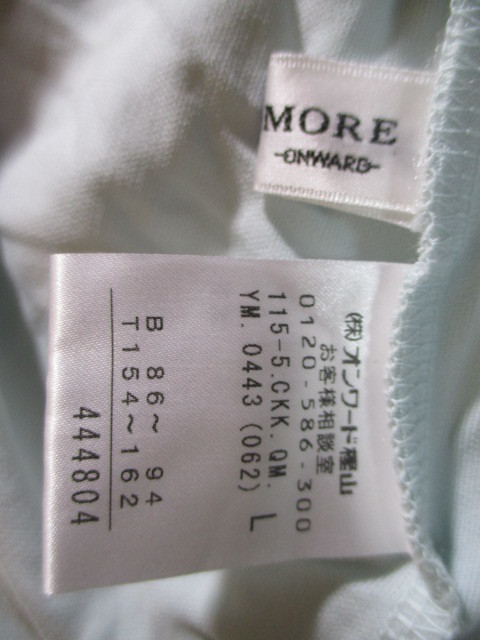 MORE
-ONWARD-
(株)オンワード樫山
お客様相談室
0120-586-300
115-5.CKK.QM. L
YM.0443(062)
B 86～94
T154～162
444804